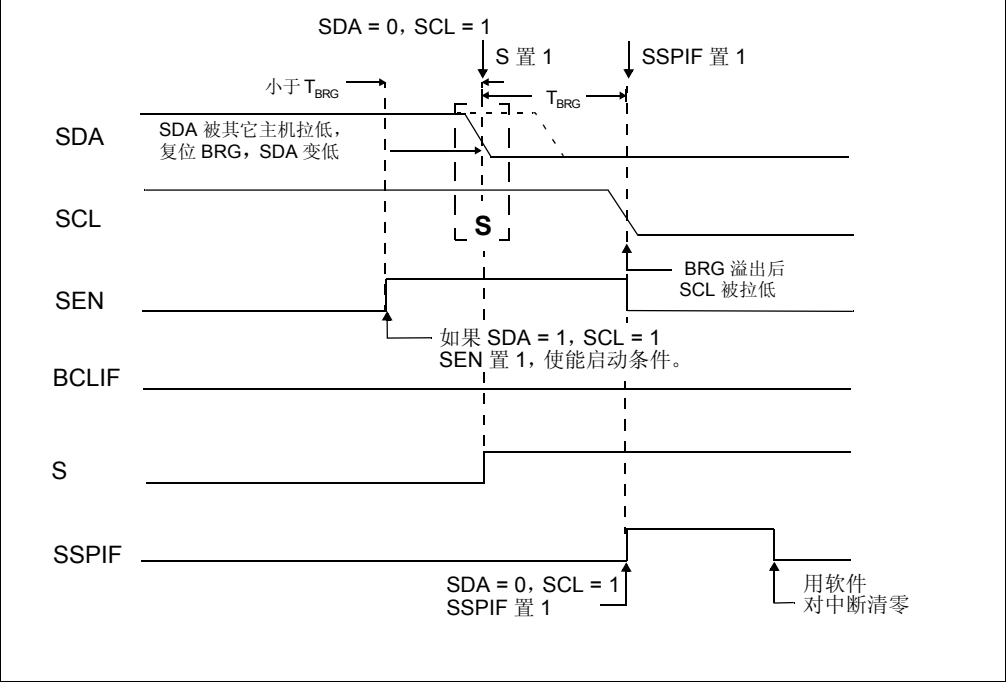 SDA = 0，SCL = 1
S 置 1
SSPIF 置 1
小于 TBRG
TBRG
SDA
SDA 被其它主机拉低，
复位 BRG，SDA 变低
SCL
S
BRG 溢出后
SCL 被拉低
SEN
如果 SDA = 1，SCL = 1
SEN 置 1，使能启动条件。
BCLIF
S
SSPIF
SDA = 0，SCL = 1
SSPIF 置 1
用软件
对中断清零